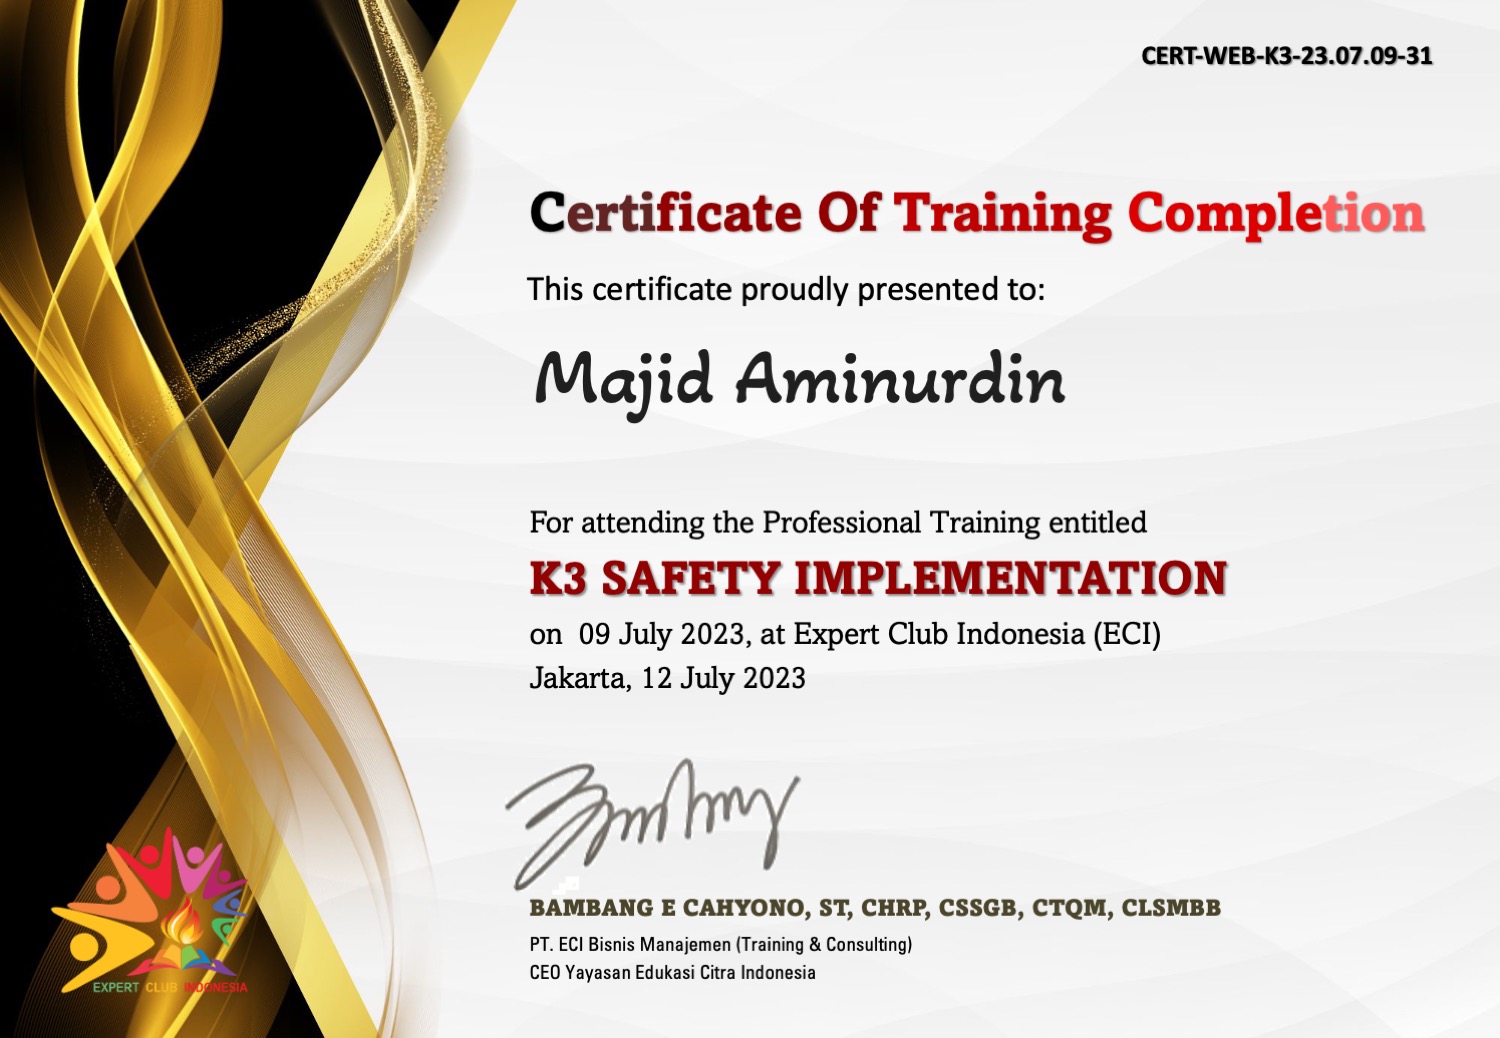 CERT-WEB-K3-23.07.09-31
Certificate Of Training Completion
This certificate proudly presented to:
Majid Aminurdin
For attending the Professional Training entitled
K3 SAFETY IMPLEMENTATION
on  09 July 2023, at Expert Club Indonesia (ECI)
Jakarta, 12 July 2023
BAMBANG E CAHYONO, ST, CHRP, CSSGB, CTQM, CLSMBB
PT. ECI Bisnis Manajemen (Training & Consulting)
CEO Yayasan Edukasi Citra Indonesia
EXPERT CLUB INDONESIA